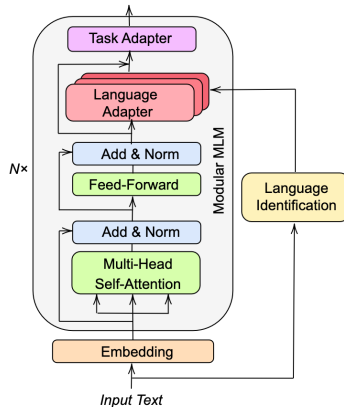 Task Adapter
Language
Adapter
Modular MLM
Add & Norm
N×
Feed-Forward
Language
Identification
Add & Norm
Multi-Head
Self-Attention
Embedding
Input Text